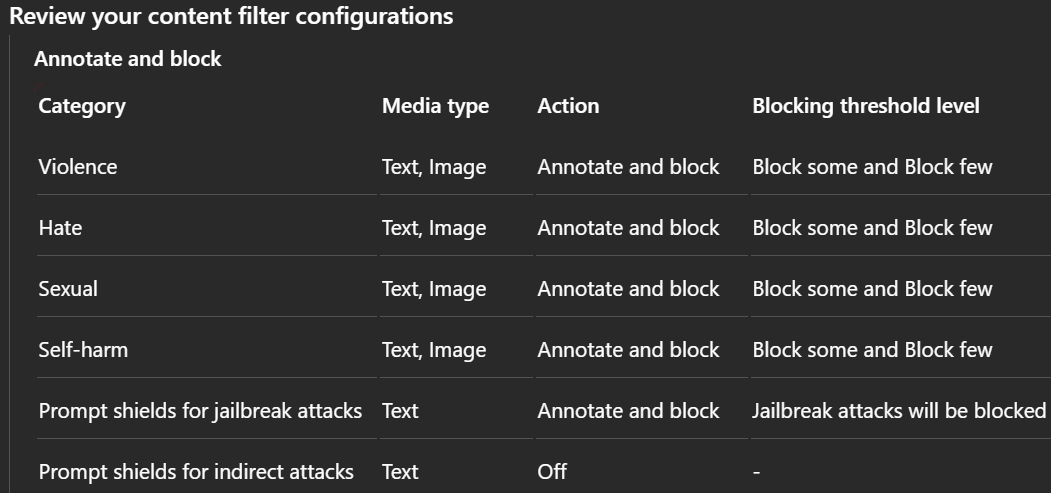 Review your content filter configurations
Annotate and block
Category Media type Action Blocking threshold level
Violence Text, Image Annotate and block Block some and Block few
Hate Text, Image Annotate and block Block some and Block few
Sexual Text, Image Annotate and block Block some and Block few
Self-harm Text, Image Annotate and block Block some and Block few
Prompt shields for jailbreak attacks Text Annotate and block Jailbreak attacks will be blocked
Prompt shields for indirect attacks Text Off -